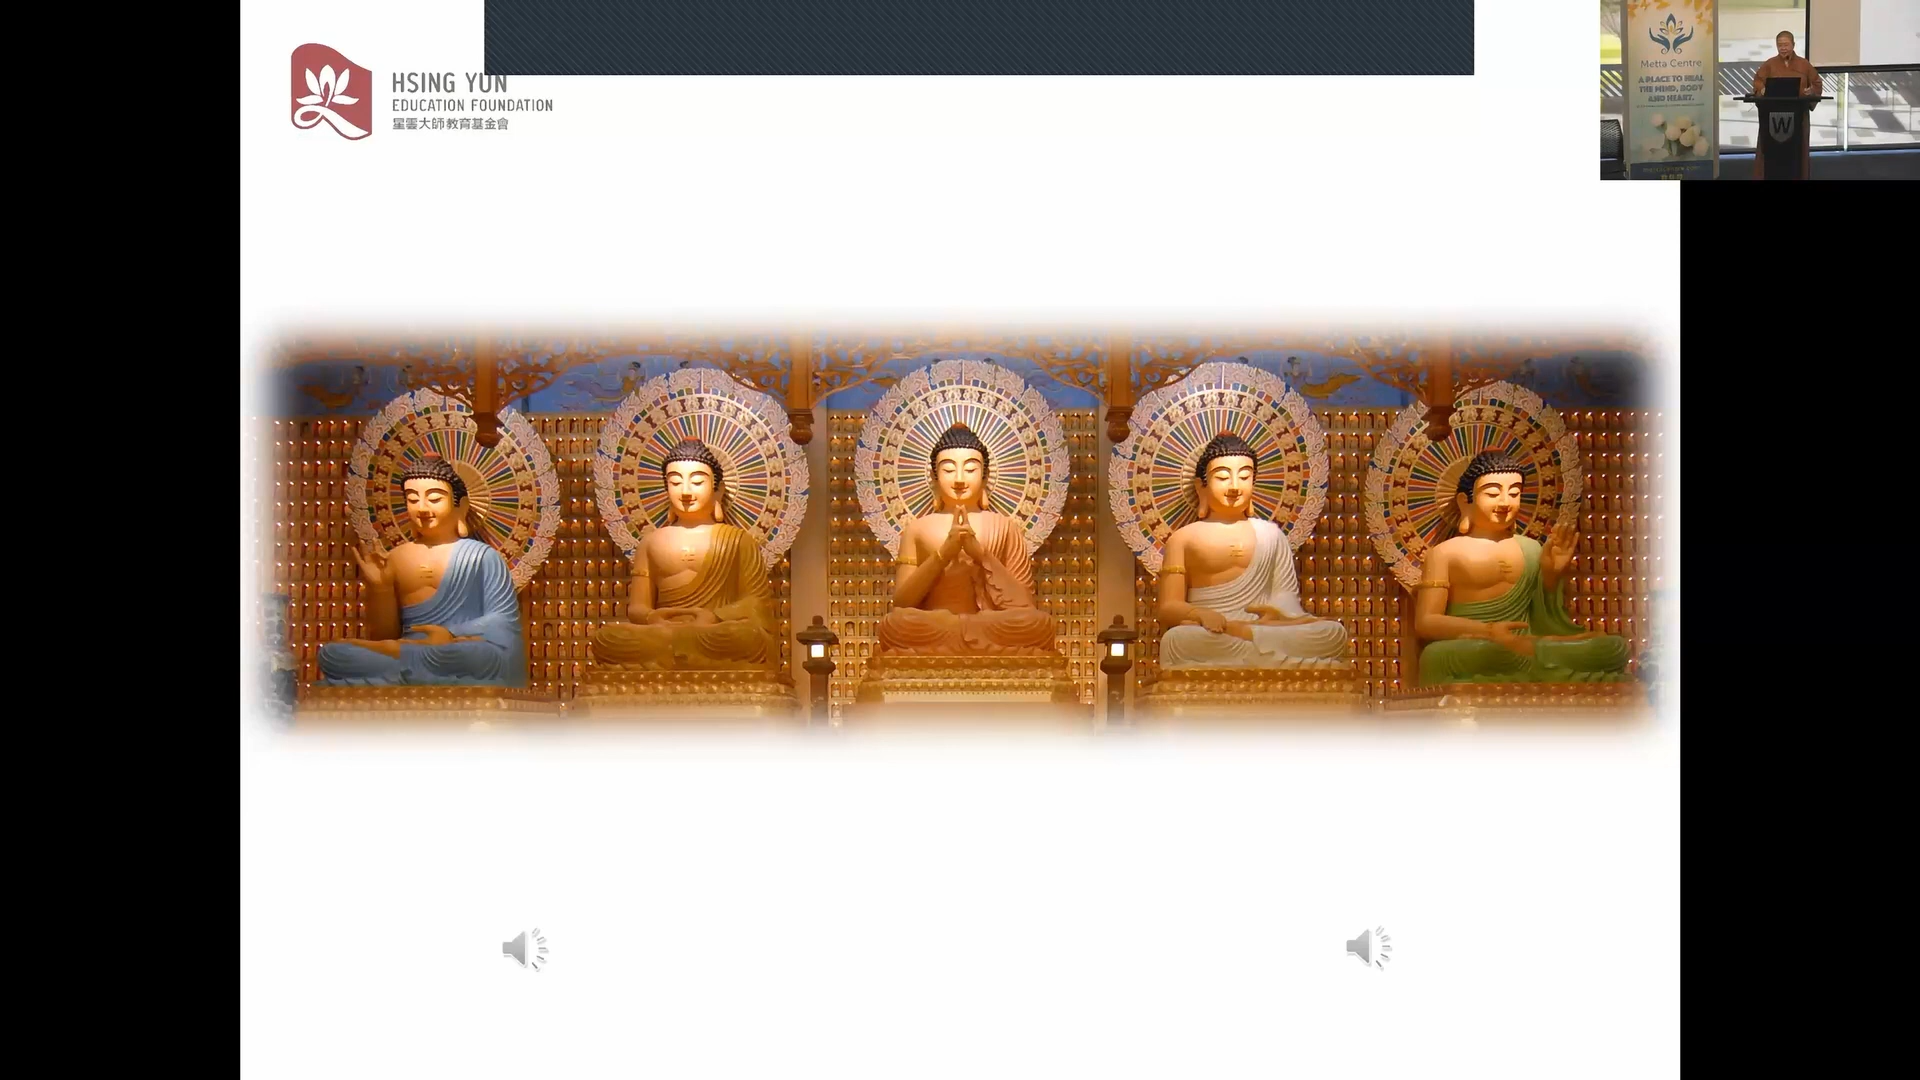 HSING YUN
EDUCATION FOUNDATION
星雲大師教育基金會
Metta Centre
A PLACE TO HEAL
THE MIND, BODY
AND HEART.
W